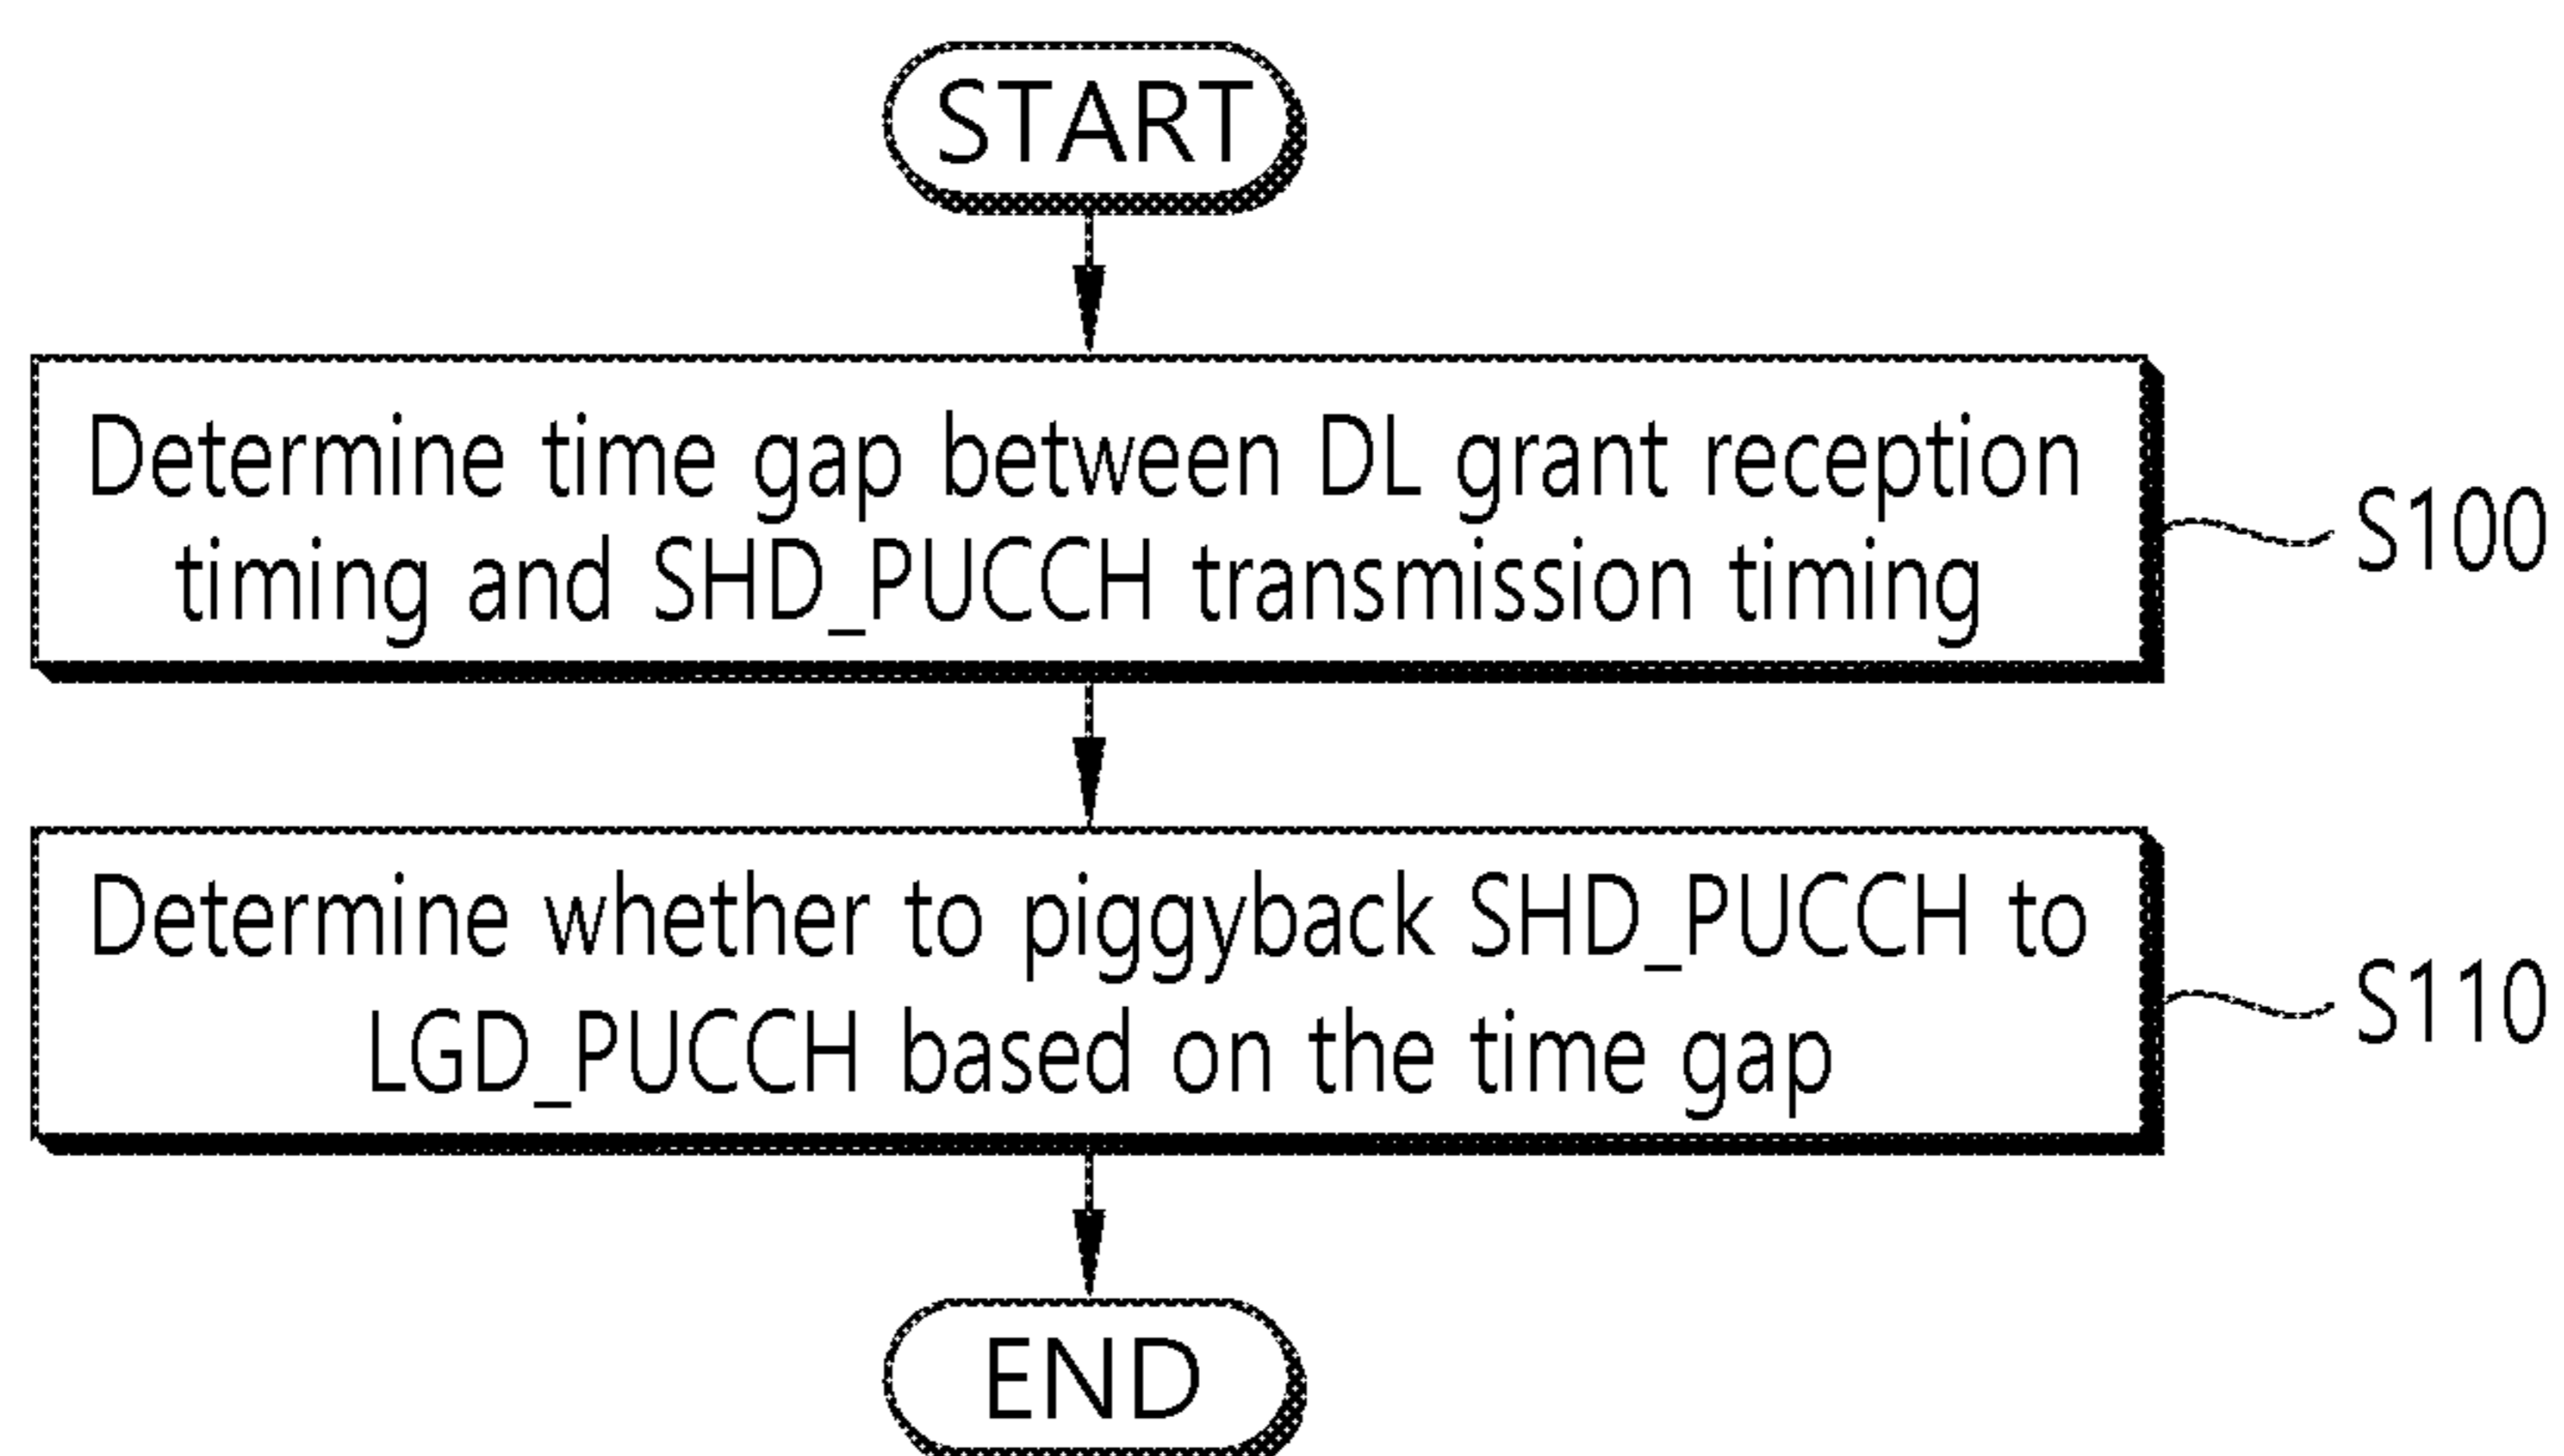 START
Determine time gap between DL grant reception
timing and SHD_PUCCH transmission timing
S100
Determine whether to piggyback SHD_PUCCH to
LGD_PUCCH based on the time gap
S110
END